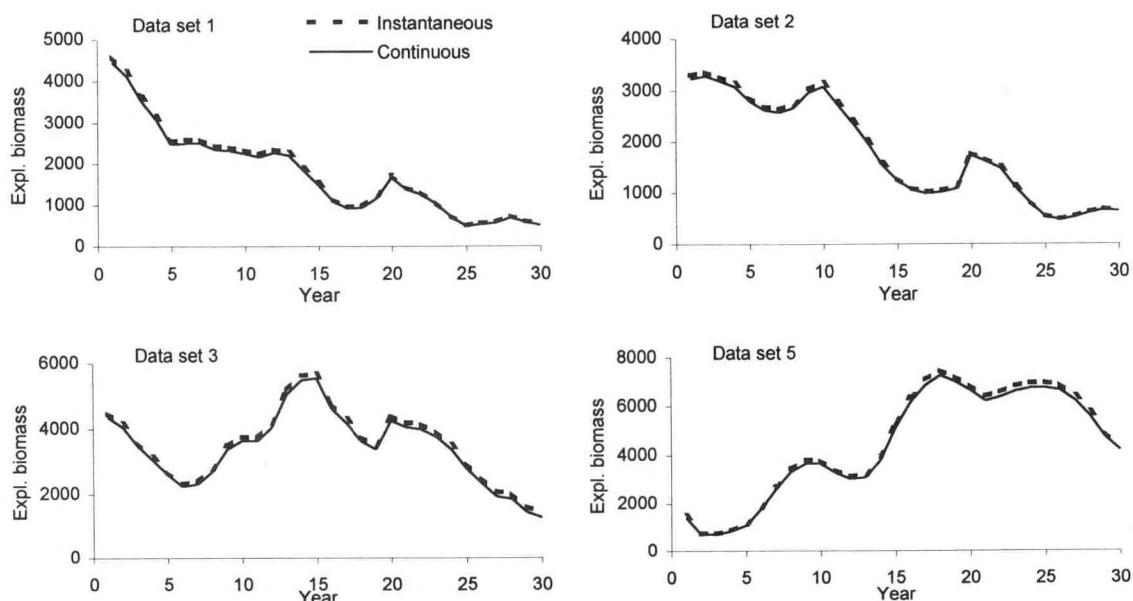 Data set 1
Instantaneous
Continuous
Expl. biomass
5000
4000
3000
2000
1000
0
0 5 10 15 20 25 30
Year
Data set 2
Expl. biomass
4000
3000
2000
1000
0
0 5 10 15 20 25 30
Year
Data set 3
Expl. biomass
6000
4000
2000
0
0 5 10 15 20 25 30
Year
Data set 5
Expl. biomass
8000
6000
4000
2000
0
0 5 10 15 20 25 30
Year